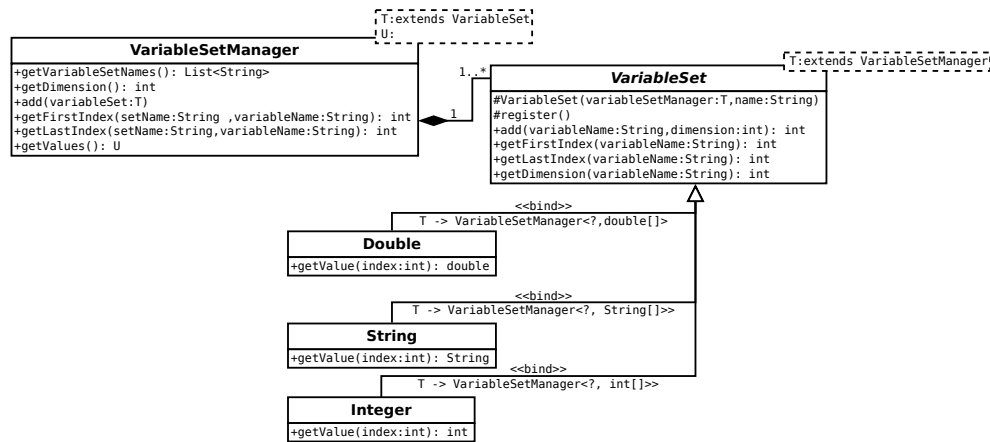 T:extends VariableSet
U:
VariableSetManager
+getVariableSetNames(): List<String>
+getDimension(): int
+add(variableSet:T)
+getFirstIndex(setName:String ,variableName:String): int
+getLastIndex(setName:String,variableName:String): int
+getValues(): U
1..*
1
T:extends VariableSetManager
VariableSet
#VariableSet(variableSetManager:T,name:String)
#register()
+add(variableName:String,dimension:int): int
+getFirstIndex(variableName:String): int
+getLastIndex(variableName:String): int
+getDimension(variableName:String): int
<<bind>>
T -> VariableSetManager<?,double[]>
Double
+getValue(index:int): double
<<bind>>
T -> VariableSetManager<?, String[]>>
String
+getValue(index:int): String
<<bind>>
T -> VariableSetManager<?, int[]>>
Integer
+getValue(index:int): int